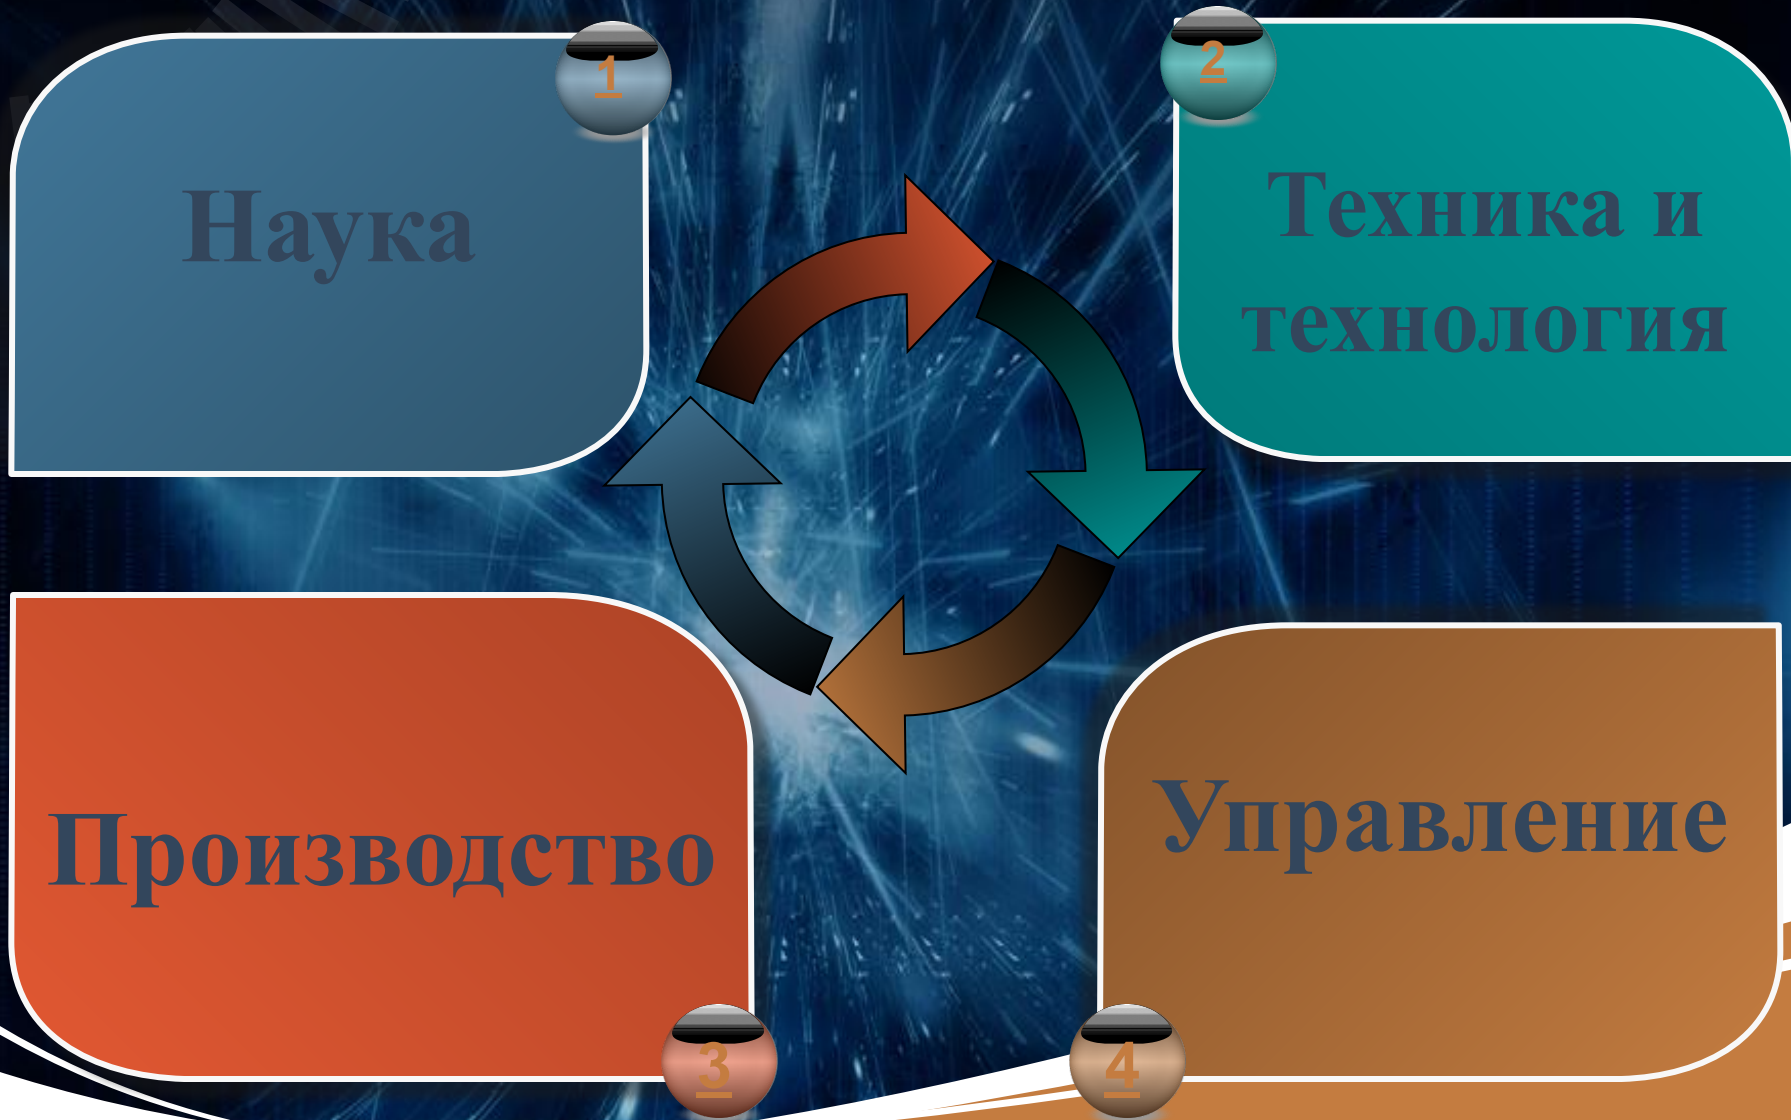 1
Наука
2
Техника и
технология
Производство
3
Управление
4